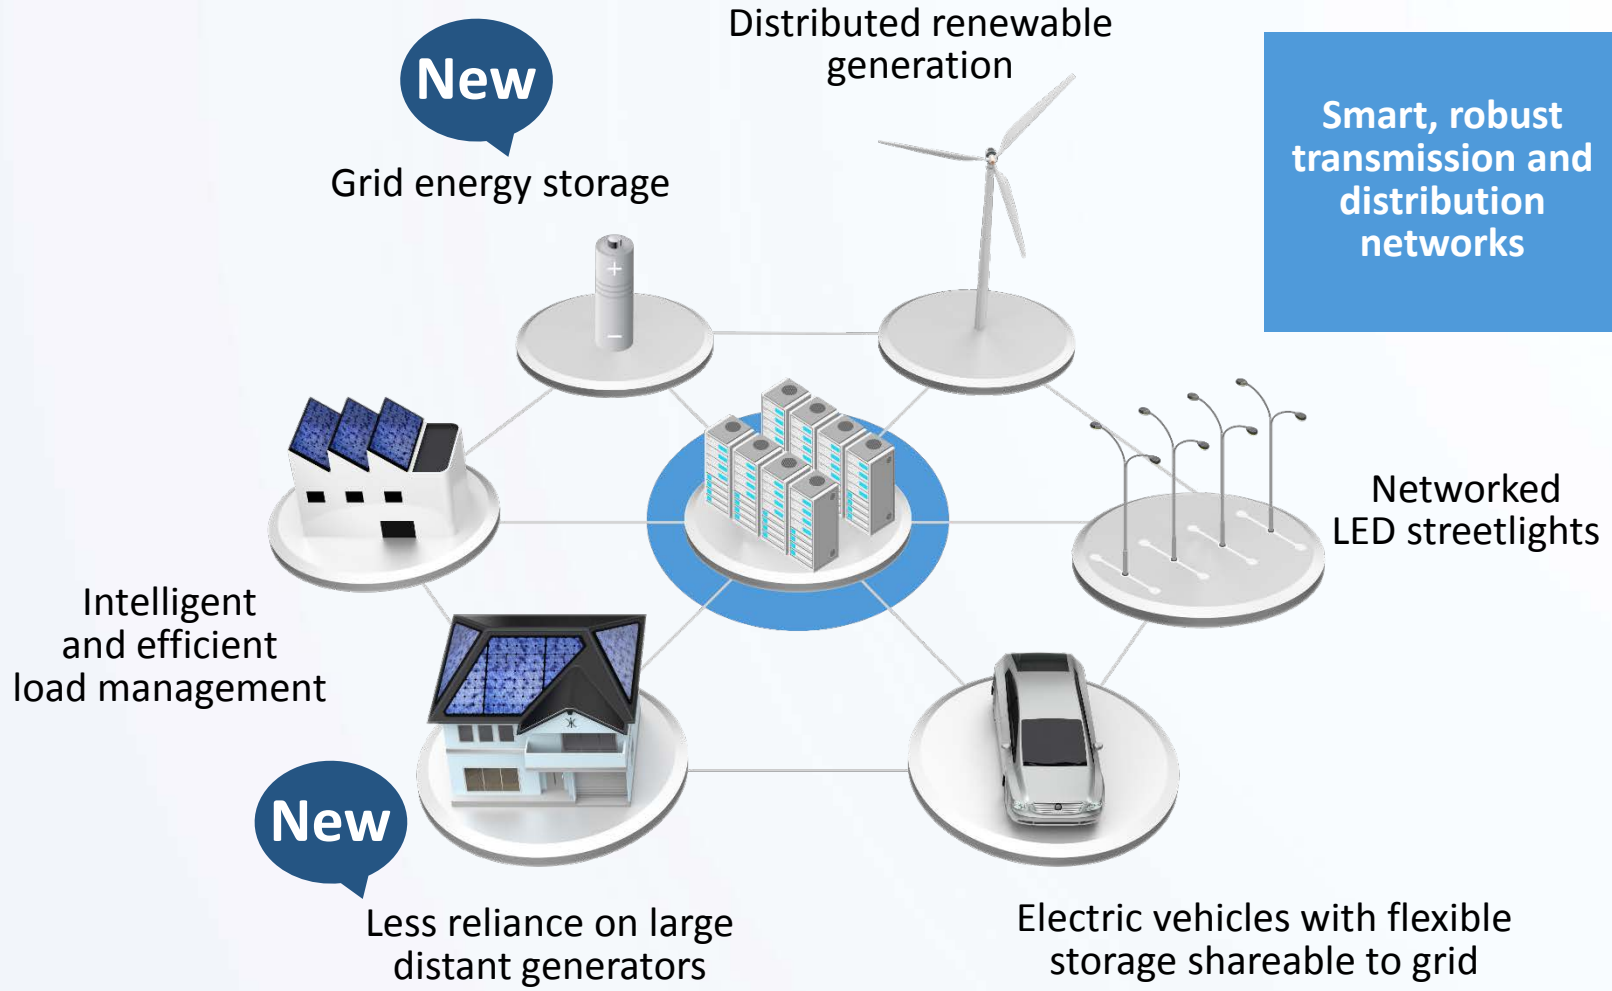 Distributed renewable
generation
New
Grid energy storage
Smart, robust
transmission and
distribution
networks
+
−
Networked
LED streetlights
Intelligent
and efficient
load management
New
Less reliance on large
distant generators
Electric vehicles with flexible
storage shareable to grid